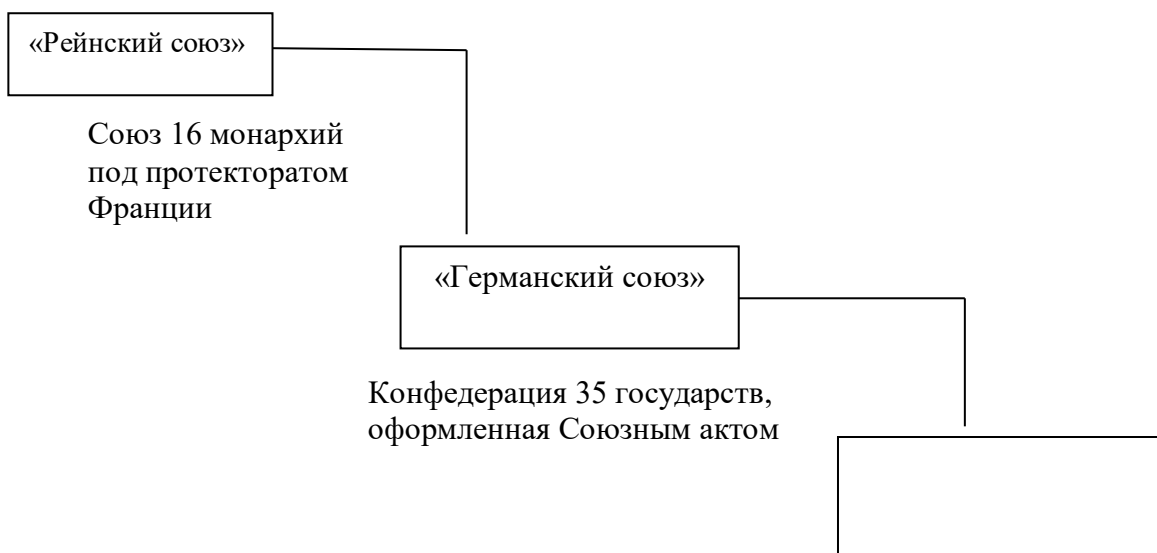 «Рейнский союз»
Союз 16 монархий
под протекторатом
Франции
«Германский союз»
Конфедерация 35 государств,
оформленная Союзным актом